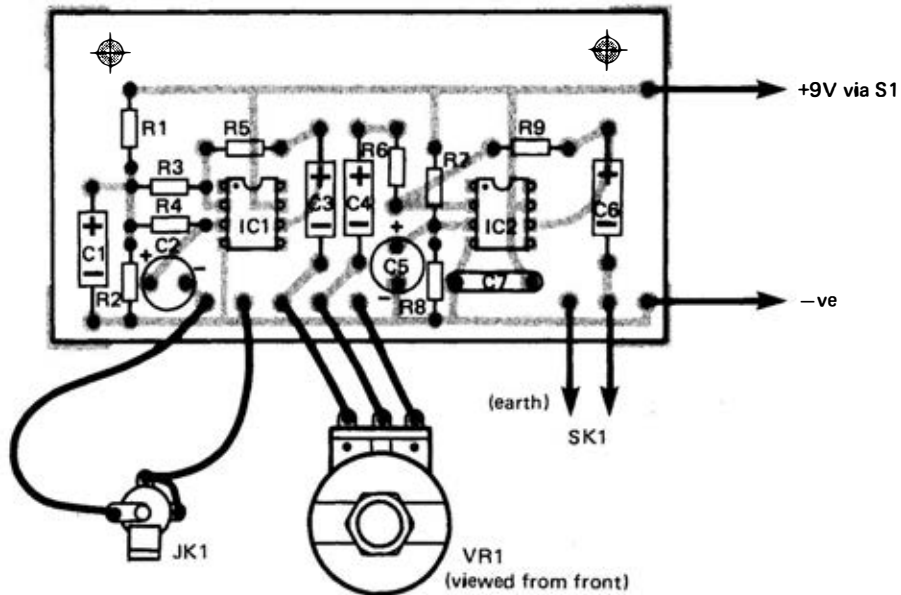 +9V via S1
R1
R5
R9
R6
R7
R3
R4
IC1
C3
C4
IC2
C6
+
+
+
+
+
C1
C2
C5
C7
−
−
−
−
−
−
R2
R8
−ve
(earth)
SK1
JK1
VR1
(viewed from front)